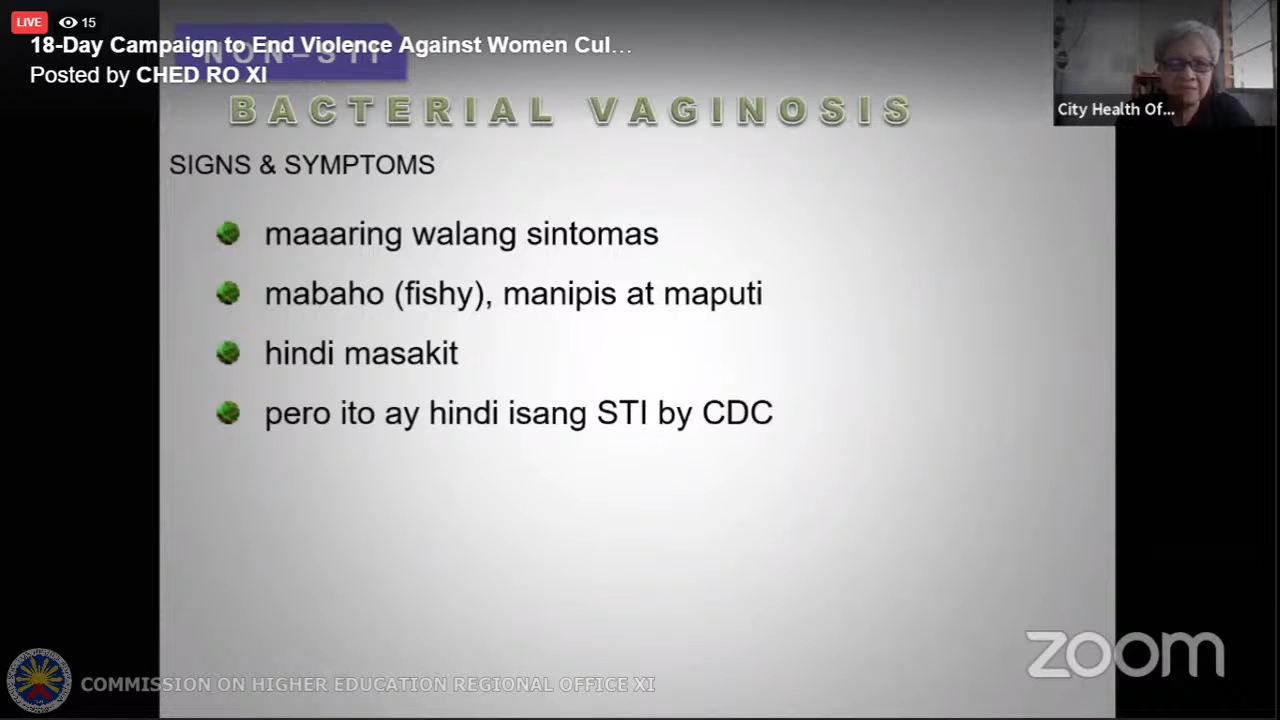 LIVE 15
18-Day Campaign to End Violence Against Women Cul...
Posted by CHED RO XI
NON-STI
BACTERIAL VAGINOSIS
City Health Of...
SIGNS & SYMPTOMS
maaaring walang sintomas
mabaho (fishy), manipis at maputi
hindi masakit
pero ito ay hindi isang STI by CDC
zoom
COMMISSION ON HIGHER EDUCATION REGIONAL OFFICE XI